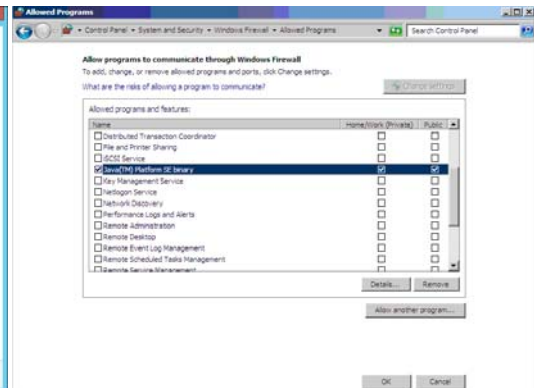 Allowed Programs
Control Panel System and Security Windows Firewall Allowed Programs
Search Control Panel
Allow programs to communicate through Windows Firewall
To add, change, or remove allowed programs and ports, click Change settings.
What are the risks of allowing a program to communicate?
Change settings
Allowed programs and features:
Name Home/Work (Private) Public
Distributed Transaction Coordinator
File and Printer Sharing
iSCSI Service
Java(TM) Platform SE binary
Key Management Service
Netlogon Service
Network Discovery
Performance Logs and Alerts
Remote Administration
Remote Desktop
Remote Event Log Management
Remote Scheduled Tasks Management
Remote Service Management
Details... Remove
Allow another program...
OK Cancel